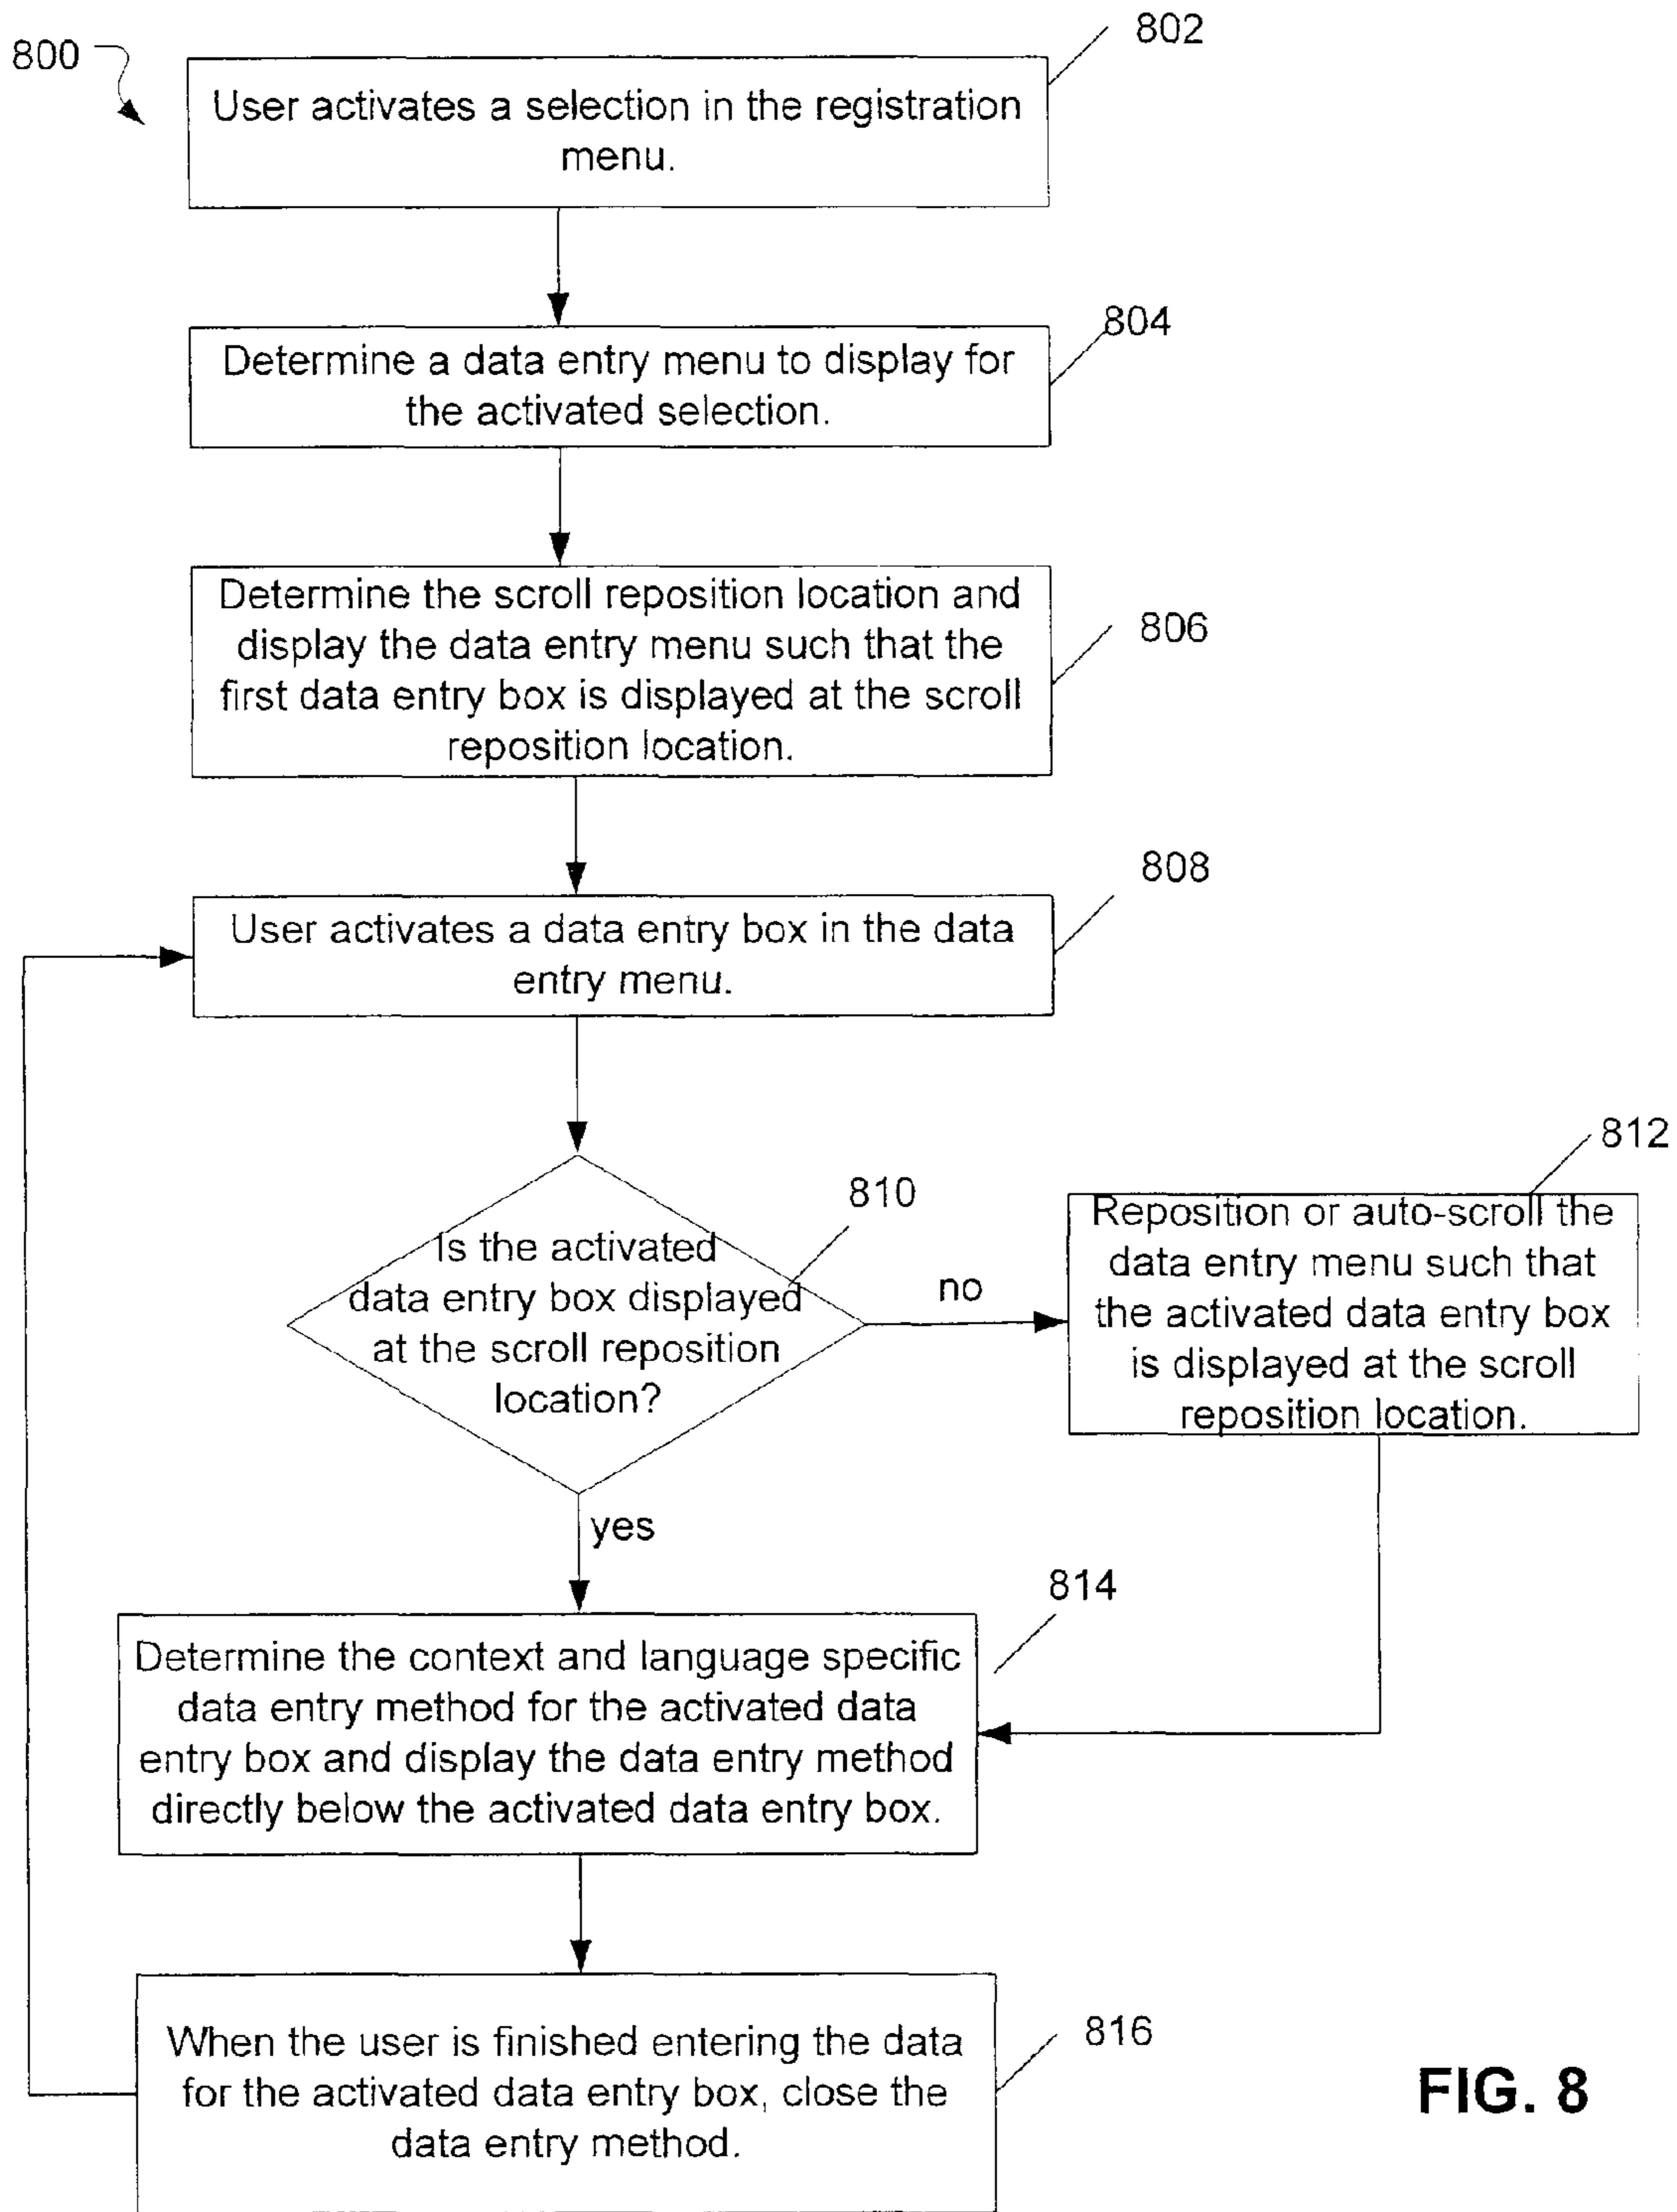 800
802
User activates a selection in the registration
menu.
804
Determine a data entry menu to display for
the activated selection.
806
Determine the scroll reposition location and
display the data entry menu such that the
first data entry box is displayed at the scroll
reposition location.
808
User activates a data entry box in the data
entry menu.
810
Is the activated
data entry box displayed
at the scroll reposition
location?
no
812
Reposition or auto-scroll the
data entry menu such that
the activated data entry box
is displayed at the scroll
reposition location.
yes
814
Determine the context and language specific
data entry method for the activated data
entry box and display the data entry method
directly below the activated data entry box.
816
When the user is finished entering the data
for the activated data entry box, close the
data entry method.
FIG. 8